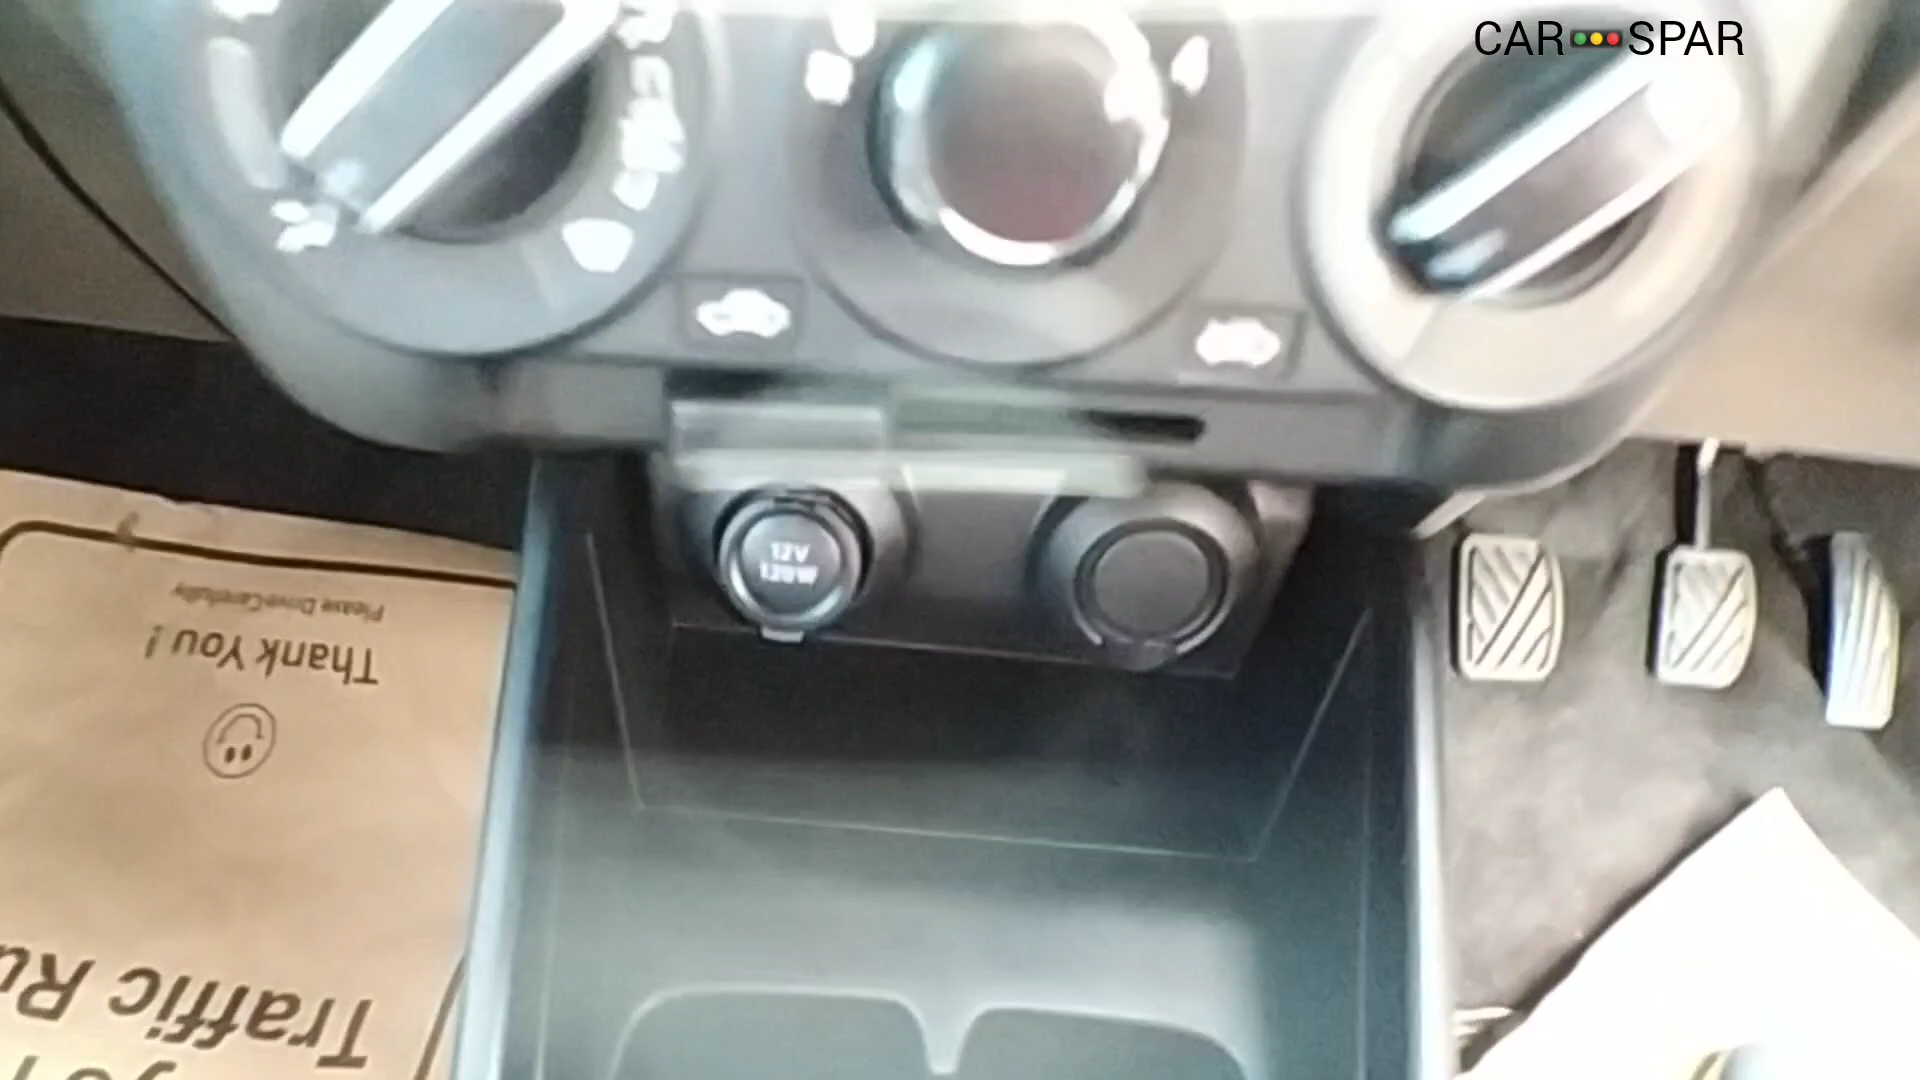 CAR SPAR
12V
120W
Please Drive Carefully
Thank You !
Traffic Ru